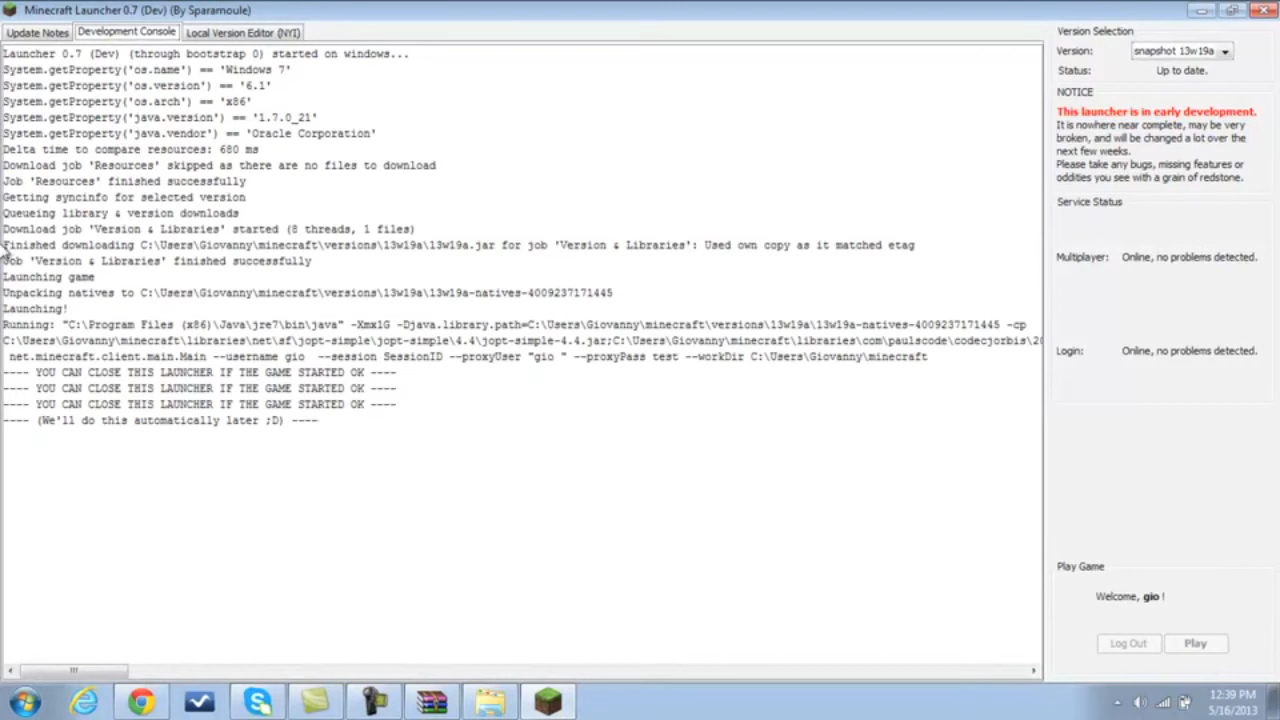 Minecraft Launcher 0.7 (Dev) (By Sparamoule)
Update Notes Development Console Local Version Editor (NYI)
Launcher 0.7 (Dev) (through bootstrap 0) started on windows...
System.getProperty('os.name') == 'Windows 7'
System.getProperty('os.version') == '6.1'
System.getProperty('os.arch') == 'x86'
System.getProperty('java.version') == '1.7.0_21'
System.getProperty('java.vendor') == 'Oracle Corporation'
Delta time to compare resources: 680 ms
Download job 'Resources' skipped as there are no files to download
Job 'Resources' finished successfully
Getting syncinfo for selected version
Queueing library & version downloads
Download job 'Version & Libraries' started (8 threads, 1 files)
Finished downloading C:\Users\Giovanny\minecraft\versions\13w19a\13w19a.jar for job 'Version & Libraries': Used own copy as it matched etag
Job 'Version & Libraries' finished successfully
Launching game
Unpacking natives to C:\Users\Giovanny\minecraft\versions\13w19a\13w19a-natives-4009237171445
Launching!
Running: "C:\Program Files (x86)\Java\jre7\bin\java" -Xmx1G -Djava.library.path=C:\Users\Giovanny\minecraft\versions\13w19a\13w19a-natives-4009237171445 -cp
C:\Users\Giovanny\minecraft\libraries\net\sf\jopt-simple\jopt-simple\4.4\jopt-simple-4.4.jar;C:\Users\Giovanny\minecraft\libraries\com\paulscode\codecjorbis\20
net.minecraft.client.main.Main --username gio --session SessionID --proxyUser "gio " --proxyPass test --workDir C:\Users\Giovanny\minecraft
---- YOU CAN CLOSE THIS LAUNCHER IF THE GAME STARTED OK ----
---- YOU CAN CLOSE THIS LAUNCHER IF THE GAME STARTED OK ----
---- YOU CAN CLOSE THIS LAUNCHER IF THE GAME STARTED OK ----
---- (We'll do this automatically later ;D) ----
Version Selection
Version: snapshot 13w19a
Status: Up to date.
NOTICE
This launcher is in early development.
It is nowhere near complete, may be very
broken, and will be changed a lot over the
next few weeks.
Please take any bugs, missing features or
oddities you see with a grain of redstone.
Service Status
Multiplayer: Online, no problems detected.
Login: Online, no problems detected.
Play Game
Welcome, gio !
Log Out Play
12:39 PM
5/16/2013